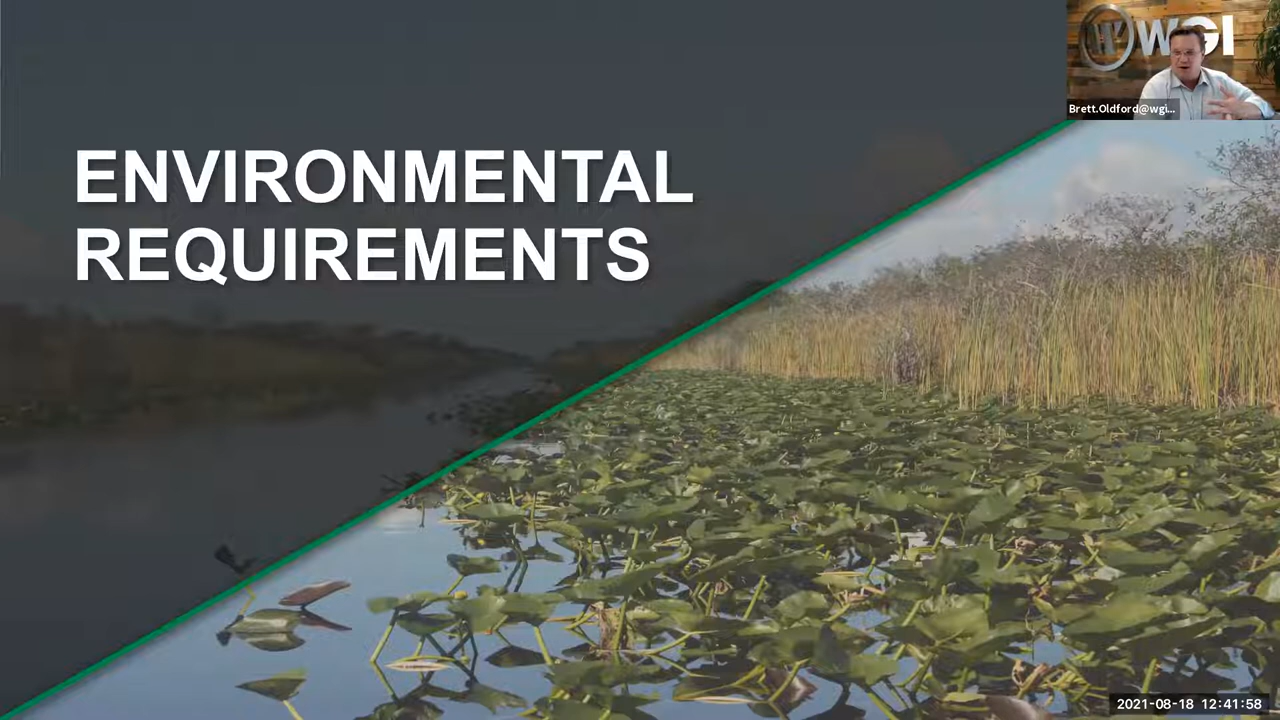 WGI
Brett.Oldford@wgi...
ENVIRONMENTAL
REQUIREMENTS
2021-08-18 12:41:58